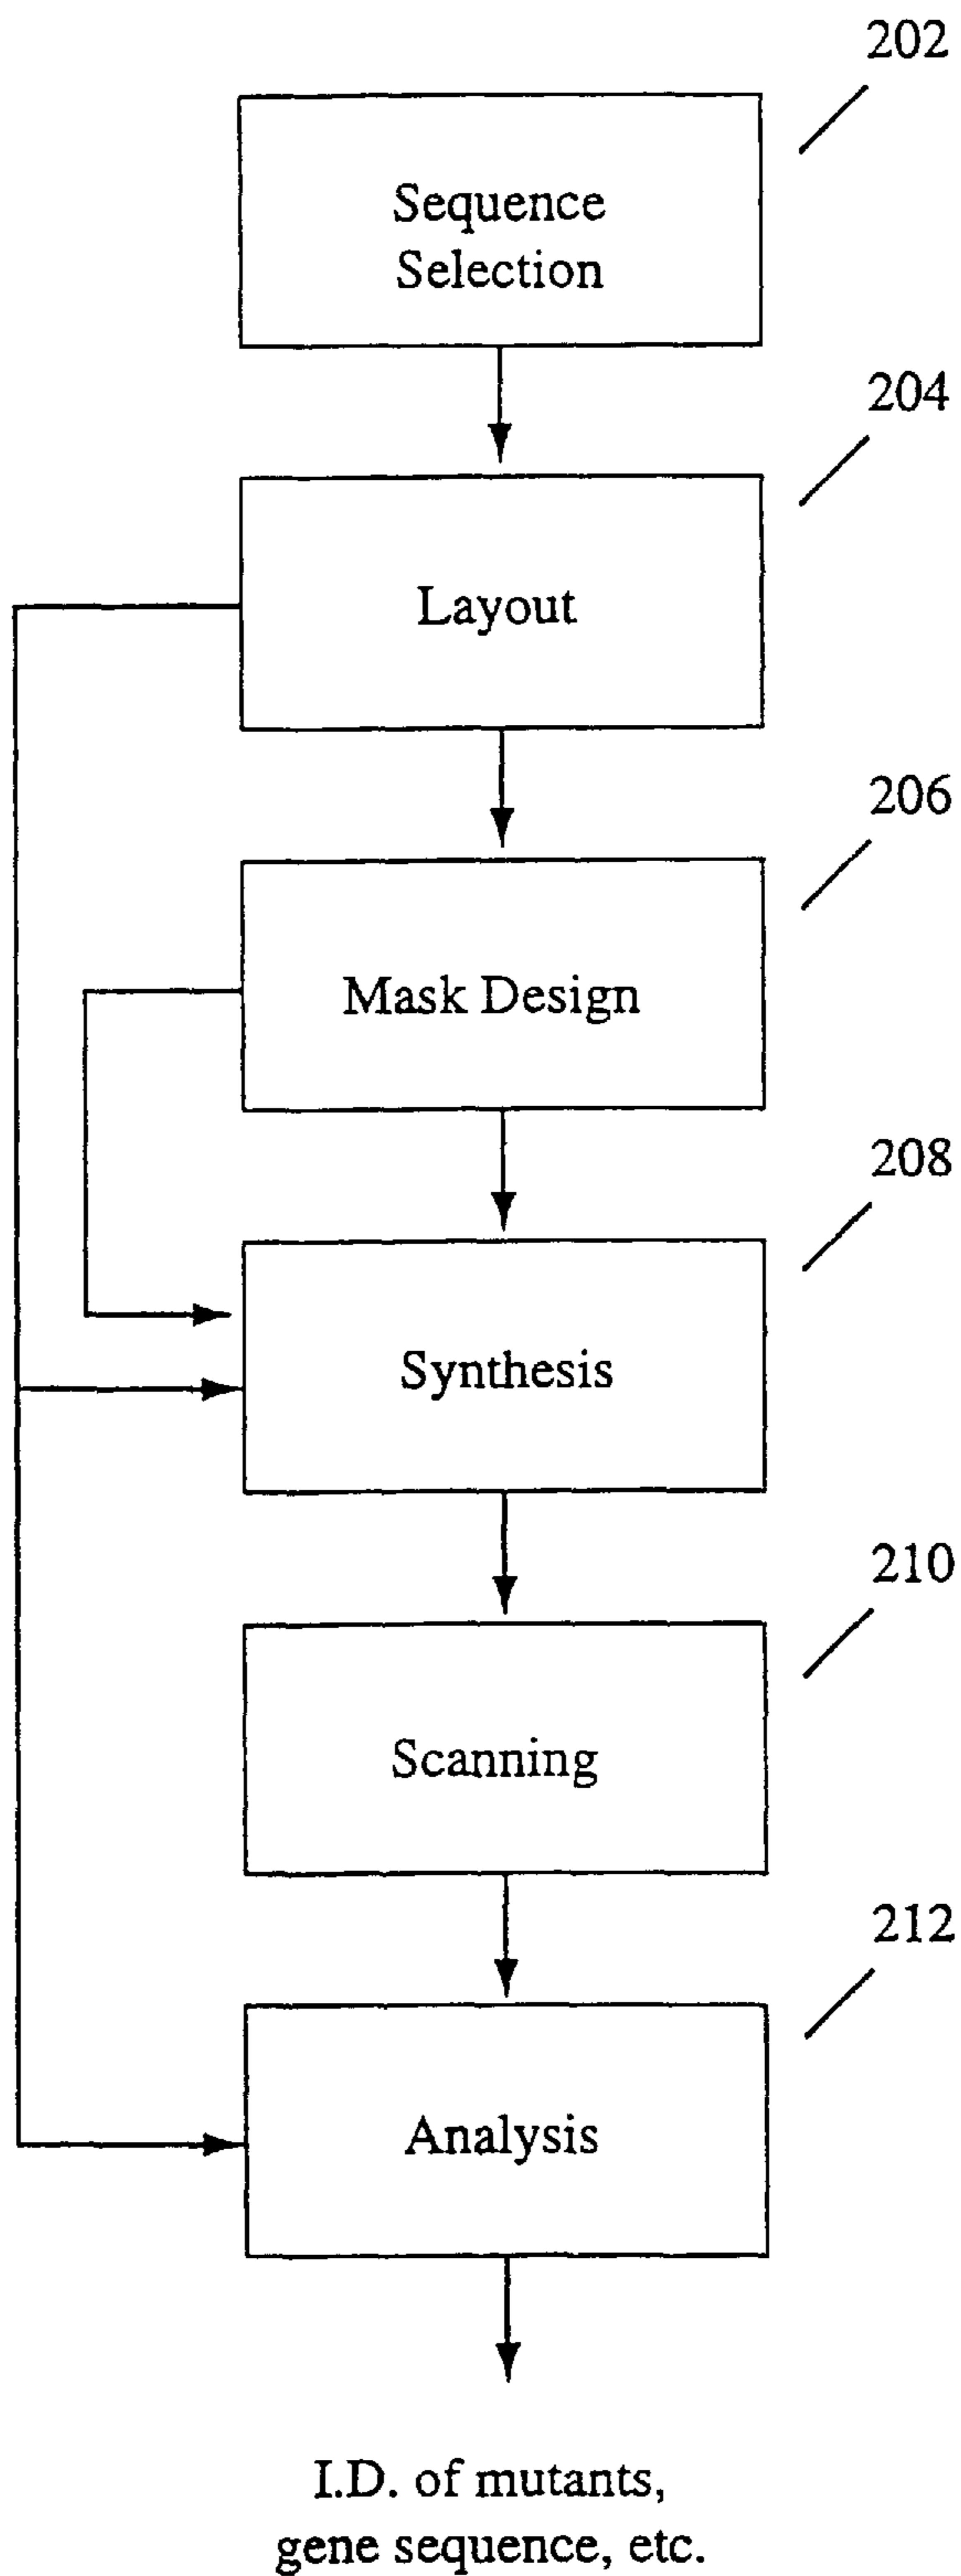 202
Sequence
Selection
204
Layout
206
Mask Design
208
Synthesis
210
Scanning
212
Analysis
I.D. of mutants,
gene sequence, etc.